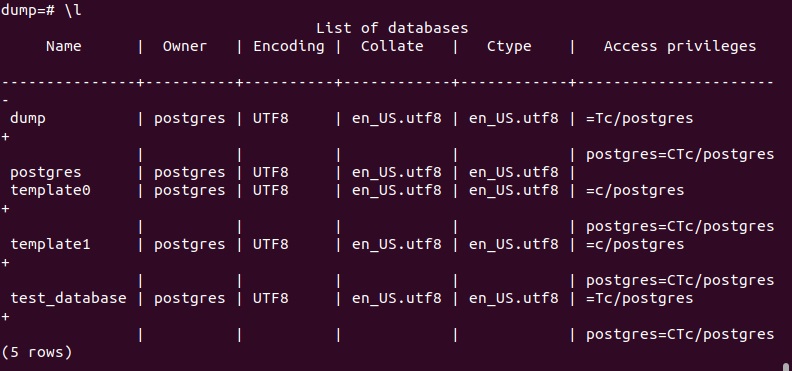 dump=# \l
                                   List of databases
     Name      |  Owner   | Encoding |  Collate   |   Ctype    |   Access privileges   
---------------+----------+----------+------------+------------+----------------------
-
 dump          | postgres | UTF8     | en_US.utf8 | en_US.utf8 | =Tc/postgres         
+
               |          |          |            |            | postgres=CTc/postgres
 postgres      | postgres | UTF8     | en_US.utf8 | en_US.utf8 | 
 template0     | postgres | UTF8     | en_US.utf8 | en_US.utf8 | =c/postgres          
+
               |          |          |            |            | postgres=CTc/postgres
 template1     | postgres | UTF8     | en_US.utf8 | en_US.utf8 | =c/postgres          
+
               |          |          |            |            | postgres=CTc/postgres
 test_database | postgres | UTF8     | en_US.utf8 | en_US.utf8 | =Tc/postgres         
+
               |          |          |            |            | postgres=CTc/postgres
(5 rows)